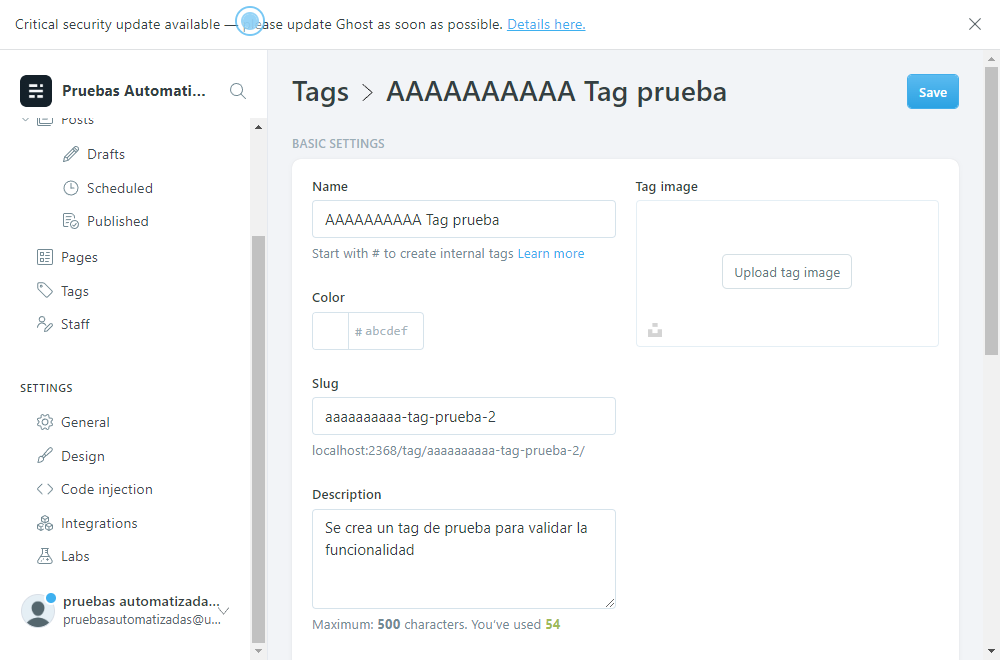 Critical security update available — please update Ghost as soon as possible. Details here.
Pruebas Automati...
Posts
Drafts
Scheduled
Published
Pages
Tags
Staff
SETTINGS
General
Design
Code injection
Integrations
Labs
pruebas automatizada...
pruebasautomatizadas@u...
Tags > AAAAAAAAAA Tag prueba
Save
BASIC SETTINGS
Name
AAAAAAAAAA Tag prueba
Start with # to create internal tags Learn more
Color
# abcdef
Slug
aaaaaaaaaa-tag-prueba-2
localhost:2368/tag/aaaaaaaaaa-tag-prueba-2/
Description
Se crea un tag de prueba para validar la
funcionalidad
Maximum: 500 characters. You've used 54
Tag image
Upload tag image